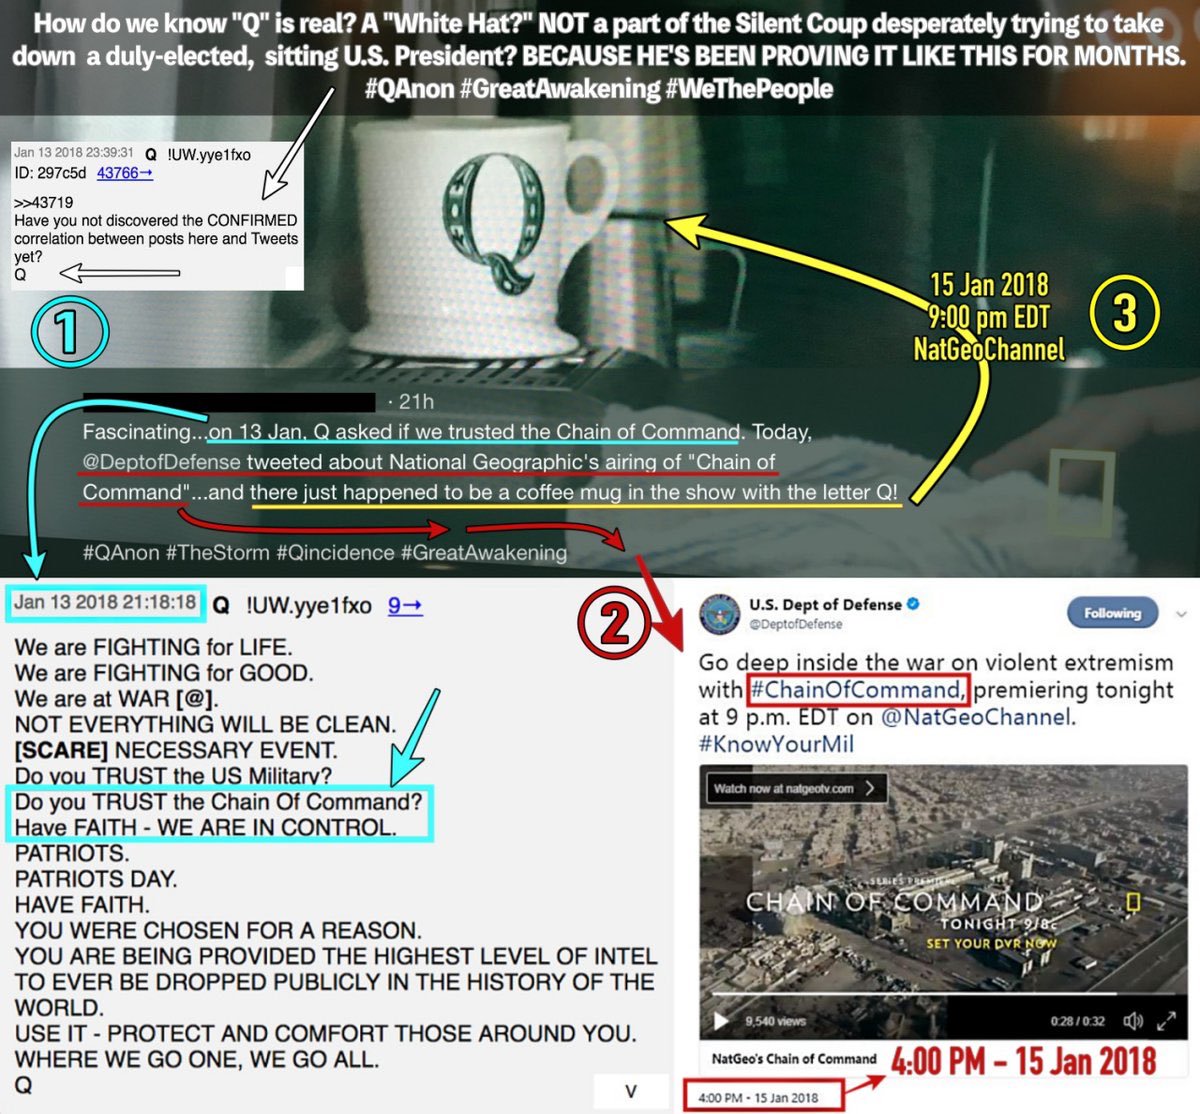 How do we know "Q" is real? A "White Hat?" NOT a part of the Silent Coup desperately trying to take
down a duly-elected, sitting U.S. President? BECAUSE HE'S BEEN PROVING IT LIKE THIS FOR MONTHS.
#QAnon #GreatAwakening #WeThePeople
Jan 13 2018 23:39:31 Q !UW.yye1fxo
ID: 297c5d 43766→
>>43719
Have you not discovered the CONFIRMED
correlation between posts here and Tweets
yet?
Q
1
Q
15 Jan 2018
9:00 pm EDT
NatGeoChannel
3
· 21h
Fascinating...on 13 Jan, Q asked if we trusted the Chain of Command. Today,
@DeptofDefense tweeted about National Geographic's airing of "Chain of
Command"...and there just happened to be a coffee mug in the show with the letter Q!
#QAnon #TheStorm #Qincidence #GreatAwakening
Jan 13 2018 21:18:18 Q !UW.yye1fxo 9→
We are FIGHTING for LIFE.
We are FIGHTING for GOOD.
We are at WAR [@].
NOT EVERYTHING WILL BE CLEAN.
[SCARE] NECESSARY EVENT.
Do you TRUST the US Military?
Do you TRUST the Chain Of Command?
Have FAITH - WE ARE IN CONTROL.
PATRIOTS.
PATRIOTS DAY.
HAVE FAITH.
YOU WERE CHOSEN FOR A REASON.
YOU ARE BEING PROVIDED THE HIGHEST LEVEL OF INTEL
TO EVER BE DROPPED PUBLICLY IN THE HISTORY OF THE
WORLD.
USE IT - PROTECT AND COMFORT THOSE AROUND YOU.
WHERE WE GO ONE, WE GO ALL.
Q
V
2
U.S. Dept of Defense
@DeptofDefense
Following
Go deep inside the war on violent extremism
with #ChainOfCommand, premiering tonight
at 9 p.m. EDT on @NatGeoChannel.
#KnowYourMil
Watch now at natgeotv.com
SERIES PREMIERE
CHAIN OF COMMAND
TONIGHT 9/8c
SET YOUR DVR NOW
9,540 views
0:28 / 0:32
NatGeo's Chain of Command
4:00 PM - 15 Jan 2018
4:00 PM - 15 Jan 2018